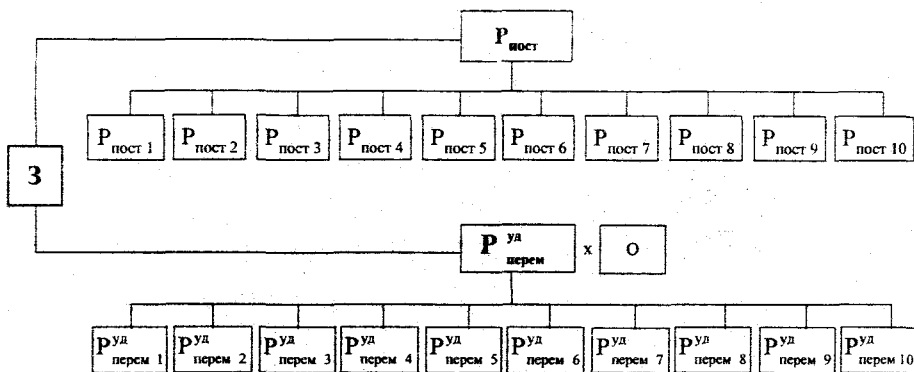 Р пост
Р пост 1 Р пост 2 Р пост 3 Р пост 4 Р пост 5 Р пост 6 Р пост 7 Р пост 8 Р пост 9 Р пост 10
З
Р уд перем х О
Р уд перем 1 Р уд перем 2 Р уд перем 3 Р уд перем 4 Р уд перем 5 Р уд перем 6 Р уд перем 7 Р уд перем 8 Р уд перем 9 Р уд перем 10